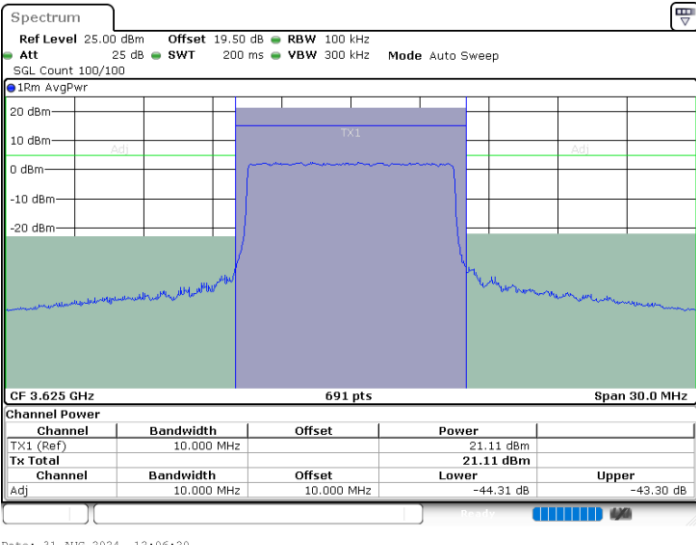 Spectrum
Ref Level 25.00 dBm Offset 19.50 dB RBW 100 kHz
Att 25 dB SWT 200 ms VBW 300 kHz Mode Auto Sweep
SGL Count 100/100
1Rm AvgPwr
20 dBm
TX1
10 dBm
Adj Adj
0 dBm
-10 dBm
-20 dBm
CF 3.625 GHz 691 pts Span 30.0 MHz
Channel Power
Channel Bandwidth Offset Power
TX1 (Ref) 10.000 MHz 21.11 dBm
Tx Total 21.11 dBm
Channel Bandwidth Offset Lower Upper
Adj 10.000 MHz 10.000 MHz -44.31 dB -43.30 dB
Ready